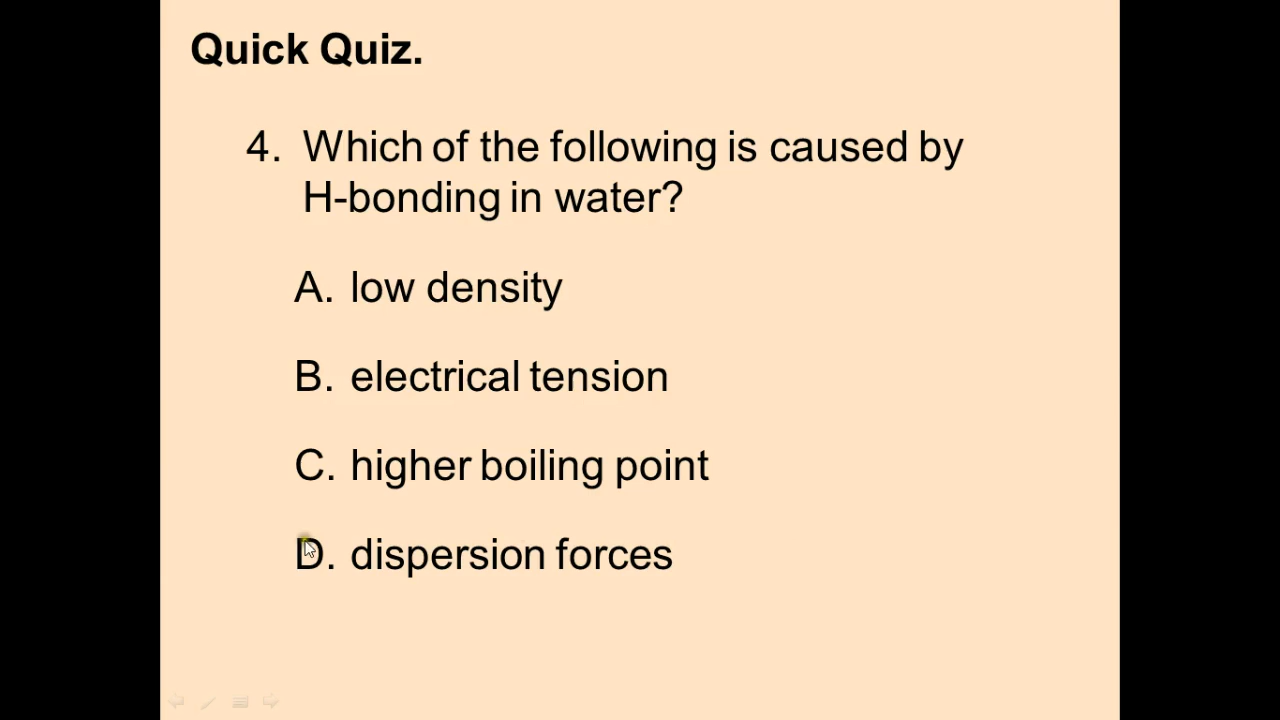 Quick Quiz.
4. Which of the following is caused by
H-bonding in water?
A. low density
B. electrical tension
C. higher boiling point
D. dispersion forces